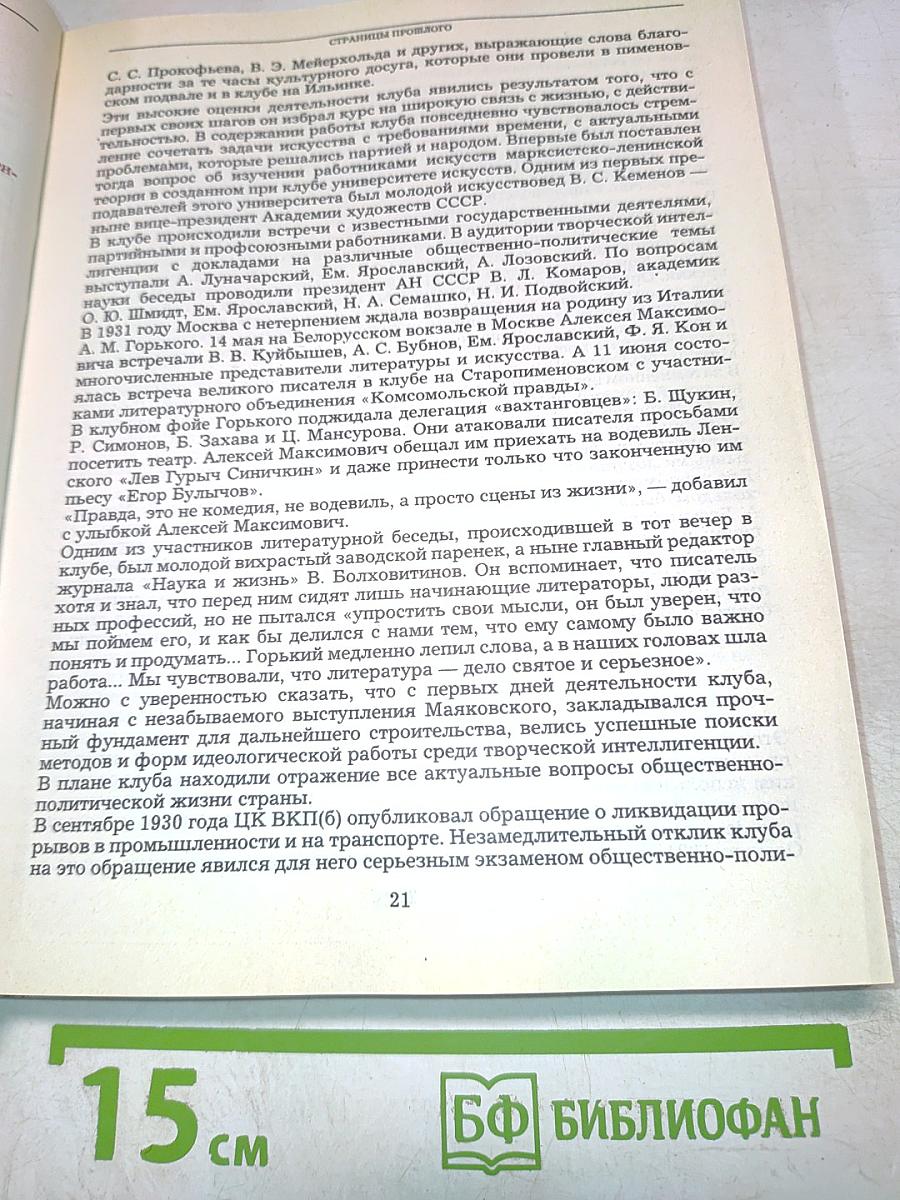 СТРАНИЦЫ ПРОШЛОГО
С. С. Прокофьева, В. Э. Мейерхольда и других, выражающие слова благо-
дарности за те часы культурного досуга, которые они провели в пименов-
ском подвале и в клубе на Ильинке.
Эти высокие оценки деятельности клуба явились результатом того, что с
первых своих шагов он избрал курс на широкую связь с жизнью, с действи-
тельностью. В содержании работы клуба повседневно чувствовалось стрем-
ление сочетать задачи искусства с требованиями времени, с актуальными
проблемами, которые решались партией и народом. Впервые был поставлен
тогда вопрос об изучении работниками искусств марксистско-ленинской
теории в созданном при клубе университете искусств. Одним из первых пре-
подавателей этого университета был молодой искусствовед В. С. Кеменов —
ныне вице-президент Академии художеств СССР.
В клубе происходили встречи с известными государственными деятелями,
партийными и профсоюзными работниками. В аудитории творческой интел-
лигенции с докладами на различные общественно-политические темы
выступали А. Луначарский, Ем. Ярославский, А. Лозовский. По вопросам
науки беседы проводили президент АН СССР В. Л. Комаров, академик
О. Ю. Шмидт, Ем. Ярославский, Н. А. Семашко, Н. И. Подвойский.
В 1931 году Москва с нетерпением ждала возвращения на родину из Италии
А. М. Горького. 14 мая на Белорусском вокзале в Москве Алексея Максимо-
вича встречали В. В. Куйбышев, А. С. Бубнов, Ем. Ярославский, Ф. Я. Кон и
многочисленные представители литературы и искусства. А 11 июня состо-
ялась встреча великого писателя в клубе на Старопименовском с участни-
ками литературного объединения «Комсомольской правды».
В клубном фойе Горького поджидала делегация «вахтанговцев»: Б. Щукин,
Р. Симонов, Б. Захава и Ц. Мансурова. Они атаковали писателя просьбами
посетить театр. Алексей Максимович обещал им приехать на водевиль Лен-
ского «Лев Гурыч Синичкин» и даже принести только что законченную им
пьесу «Егор Булычов».
«Правда, это не комедия, не водевиль, а просто сцены из жизни», — добавил
с улыбкой Алексей Максимович.
Одним из участников литературной беседы, происходившей в тот вечер в
клубе, был молодой вихрастый заводской паренек, а ныне главный редактор
журнала «Наука и жизнь» В. Болховитинов. Он вспоминает, что писатель
хотя и знал, что перед ним сидят лишь начинающие литераторы, люди раз-
ных профессий, но не пытался «упростить свои мысли, он был уверен, что
мы поймем его, и как бы делился с нами тем, что ему самому было важно
понять и продумать... Горький медленно лепил слова, а в наших головах шла
работа... Мы чувствовали, что литература — дело святое и серьезное».
Можно с уверенностью сказать, что с первых дней деятельности клуба,
начиная с незабываемого выступления Маяковского, закладывался проч-
ный фундамент для дальнейшего строительства, велись успешные поиски
методов и форм идеологической работы среди творческой интеллигенции.
В плане клуба находили отражение все актуальные вопросы общественно-
политической жизни страны.
В сентябре 1930 года ЦК ВКП(б) опубликовал обращение о ликвидации про-
рывов в промышленности и на транспорте. Незамедлительный отклик клуба
на это обращение явился для него серьезным экзаменом общественно-поли-
21
15 см
БФ БИБЛИОФАН